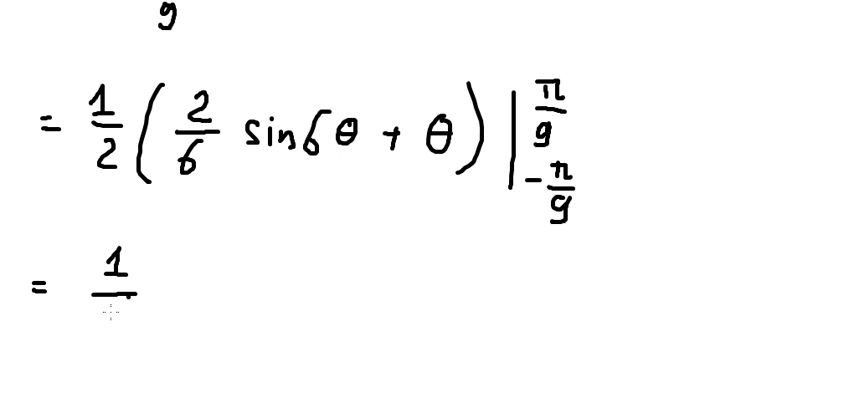 9
= 1/2 ( 2/6 sin6θ + θ ) | π/9 -π/9
= 1